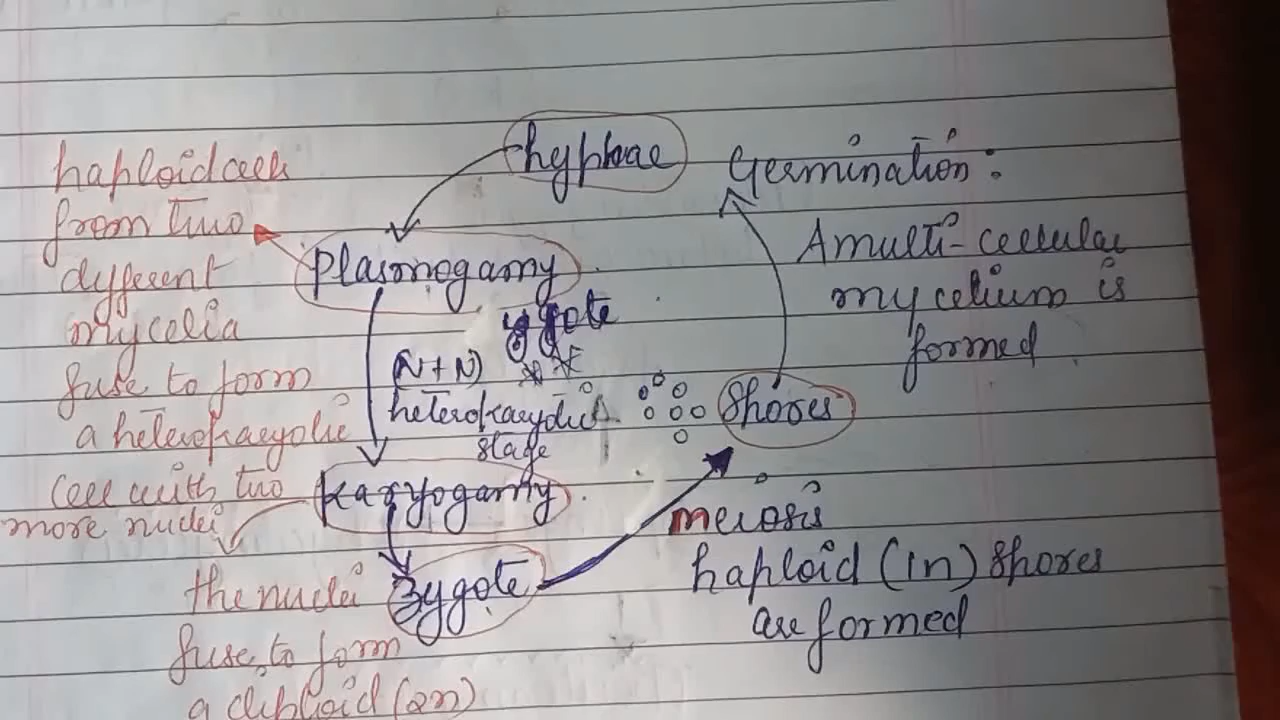 hyphae
Germination:
A multi-cellular
mycelium is
formed
haploid cells
from two
different
mycelia
fuse to form
a heterokaryotic
cell with two
more nuclei
Plasmogamy
(N+N)
heterokaryotic
stage
Spores
Karyogamy
meiosis
haploid (1n) spores
are formed
Zygote
the nuclei
fuse to form
a diploid (2n)